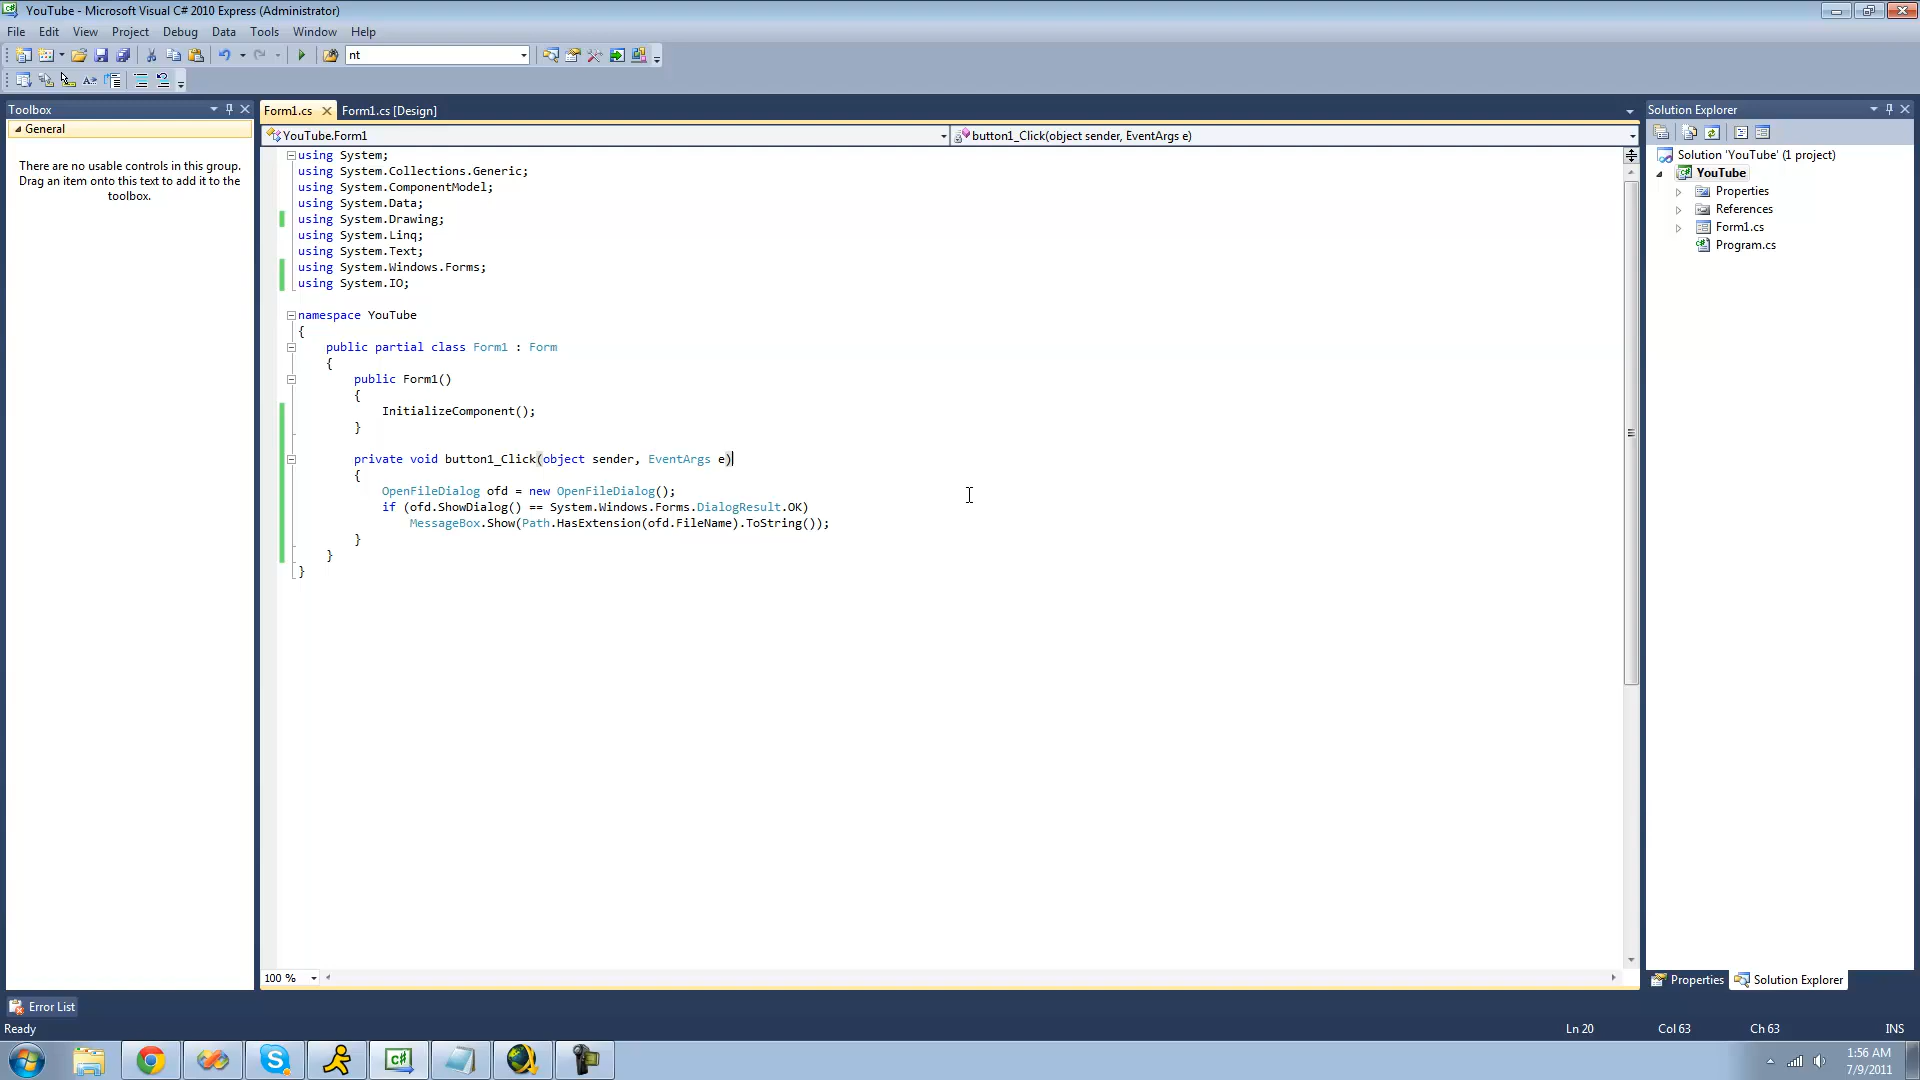 YouTube - Microsoft Visual C# 2010 Express (Administrator)
File Edit View Project Debug Data Tools Window Help
nt
Toolbox
General
There are no usable controls in this group.
Drag an item onto this text to add it to the
toolbox.
Form1.cs Form1.cs [Design]
YouTube.Form1 button1_Click(object sender, EventArgs e)
using System;
using System.Collections.Generic;
using System.ComponentModel;
using System.Data;
using System.Drawing;
using System.Linq;
using System.Text;
using System.Windows.Forms;
using System.IO;
namespace YouTube
{
public partial class Form1 : Form
{
public Form1()
{
InitializeComponent();
}
private void button1_Click(object sender, EventArgs e)
{
OpenFileDialog ofd = new OpenFileDialog();
if (ofd.ShowDialog() == System.Windows.Forms.DialogResult.OK)
MessageBox.Show(Path.HasExtension(ofd.FileName).ToString());
}
}
}
100 %
Solution Explorer
Solution 'YouTube' (1 project)
YouTube
Properties
References
Form1.cs
Program.cs
Properties Solution Explorer
Error List
Ready Ln 20 Col 63 Ch 63 INS
1:56 AM
7/9/2011